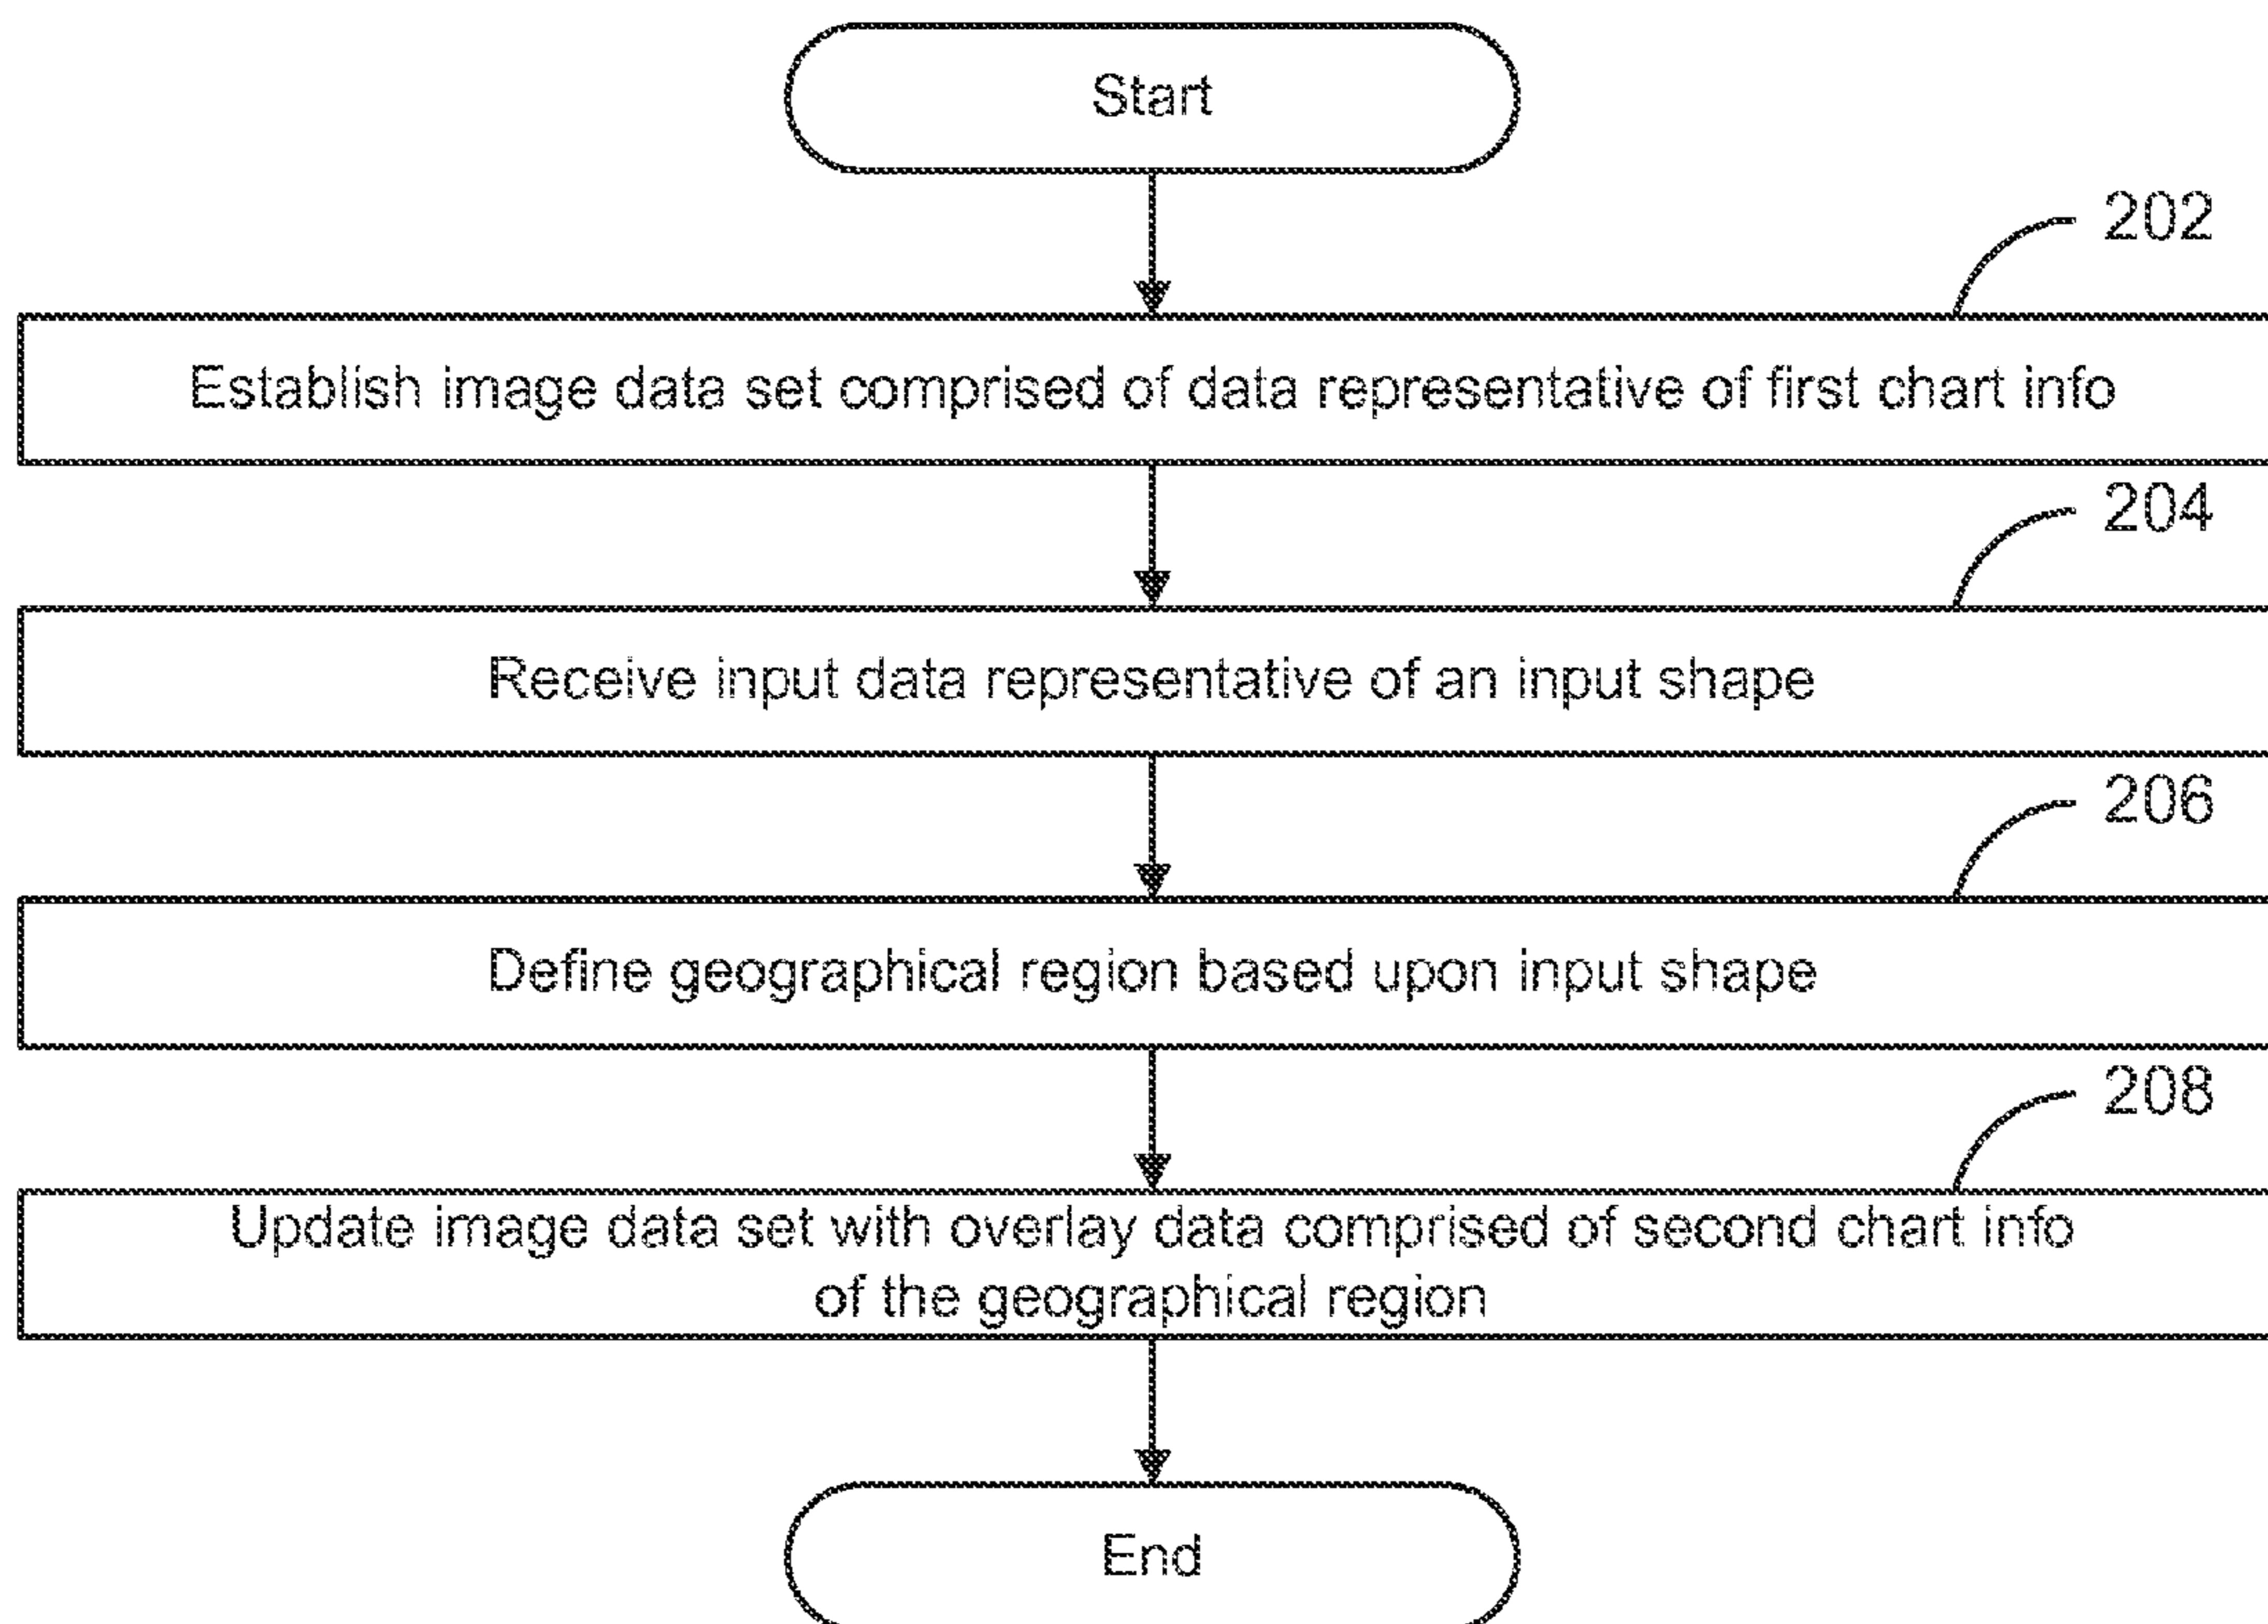 Start
202
Establish image data set comprised of data representative of first chart info
204
Receive input data representative of an input shape
206
Define geographical region based upon input shape
208
Update image data set with overlay data comprised of second chart info
of the geographical region
End